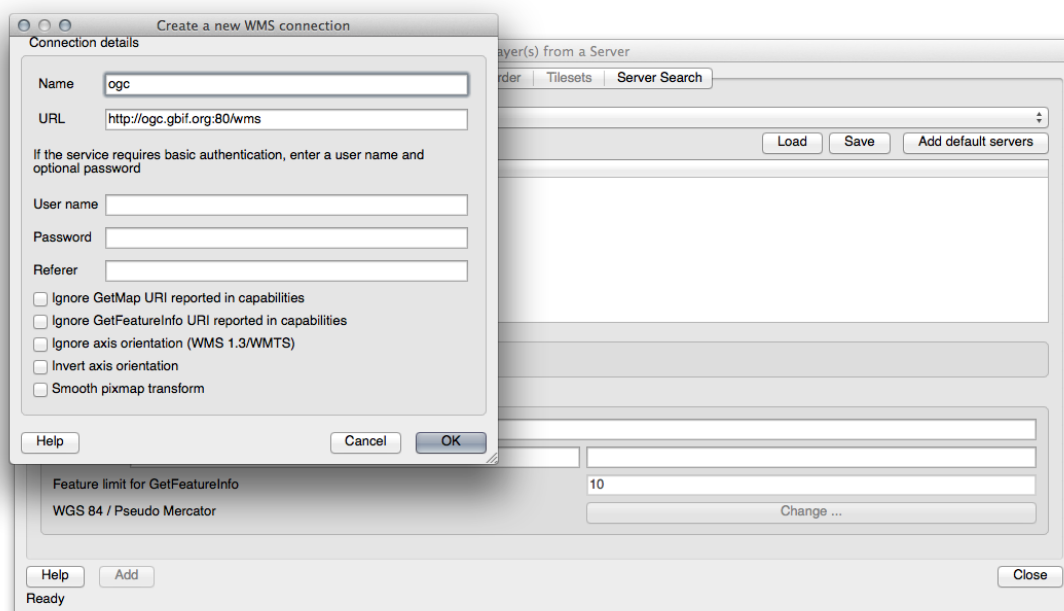 Create a new WMS connection
Connection details
Name ogc
URL http://ogc.gbif.org:80/wms
If the service requires basic authentication, enter a user name and
optional password
User name
Password
Referer
Ignore GetMap URI reported in capabilities
Ignore GetFeatureInfo URI reported in capabilities
Ignore axis orientation (WMS 1.3/WMTS)
Invert axis orientation
Smooth pixmap transform
Help Cancel OK
ayer(s) from a Server
rder Tilesets Server Search
Load Save Add default servers
Feature limit for GetFeatureInfo 10
WGS 84 / Pseudo Mercator Change ...
Help Add Close
Ready